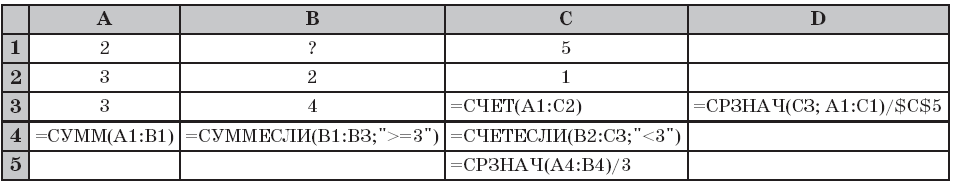 A B C D
1 2 ? 5
2 3 2 1
3 3 4 =СЧЕТ(A1:C2) =СРЗНАЧ(C3; A1:C1)/$C$5
4 =СУММ(A1:B1) =СУММЕСЛИ(B1:B3;">=3") =СЧЕТЕСЛИ(B2:C3;"<3")
5 =СРЗНАЧ(A4:B4)/3